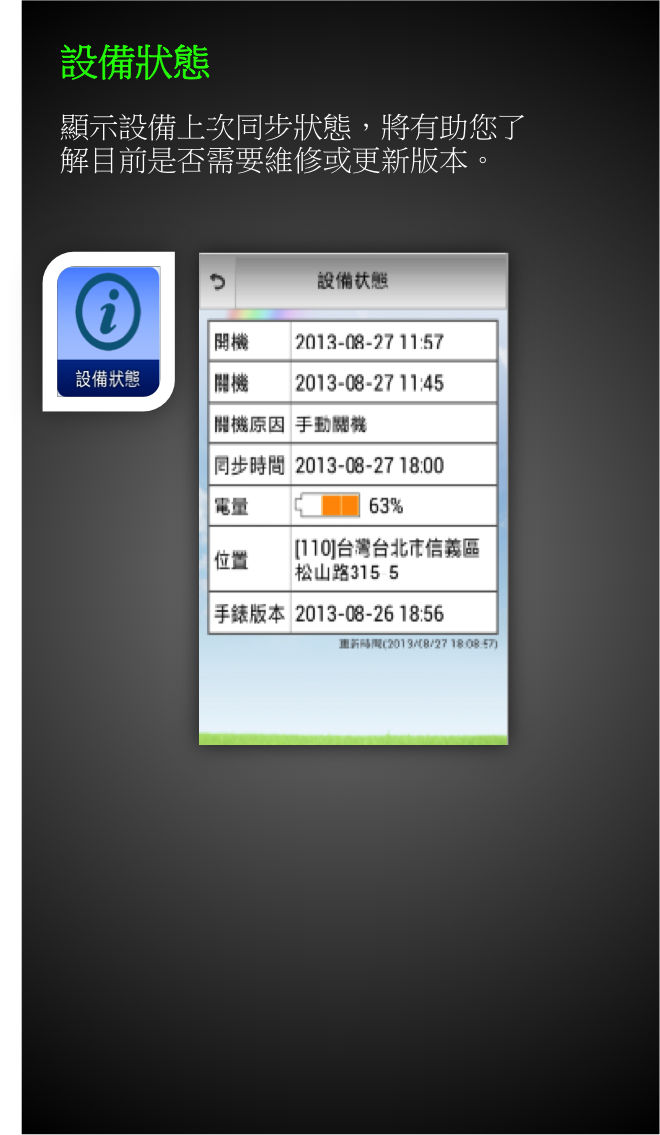 設備狀態
顯示設備上次同步狀態，將有助您了
解目前是否需要維修或更新版本。
設備狀態
設備狀態
開機 2013-08-27 11:57
關機 2013-08-27 11:45
關機原因 手動關機
同步時間 2013-08-27 18:00
電量 63%
位置 [110]台灣台北市信義區
松山路315 5
手錶版本 2013-08-26 18:56
更新時間(2013/08/27 18:08:57)